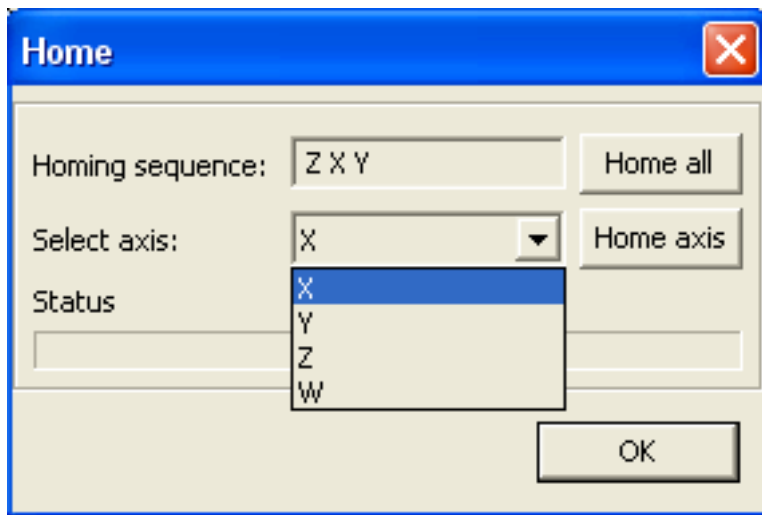 Home
Homing sequence: Z X Y Home all
Select axis: X Home axis
X
Status
Y
Z
W
OK